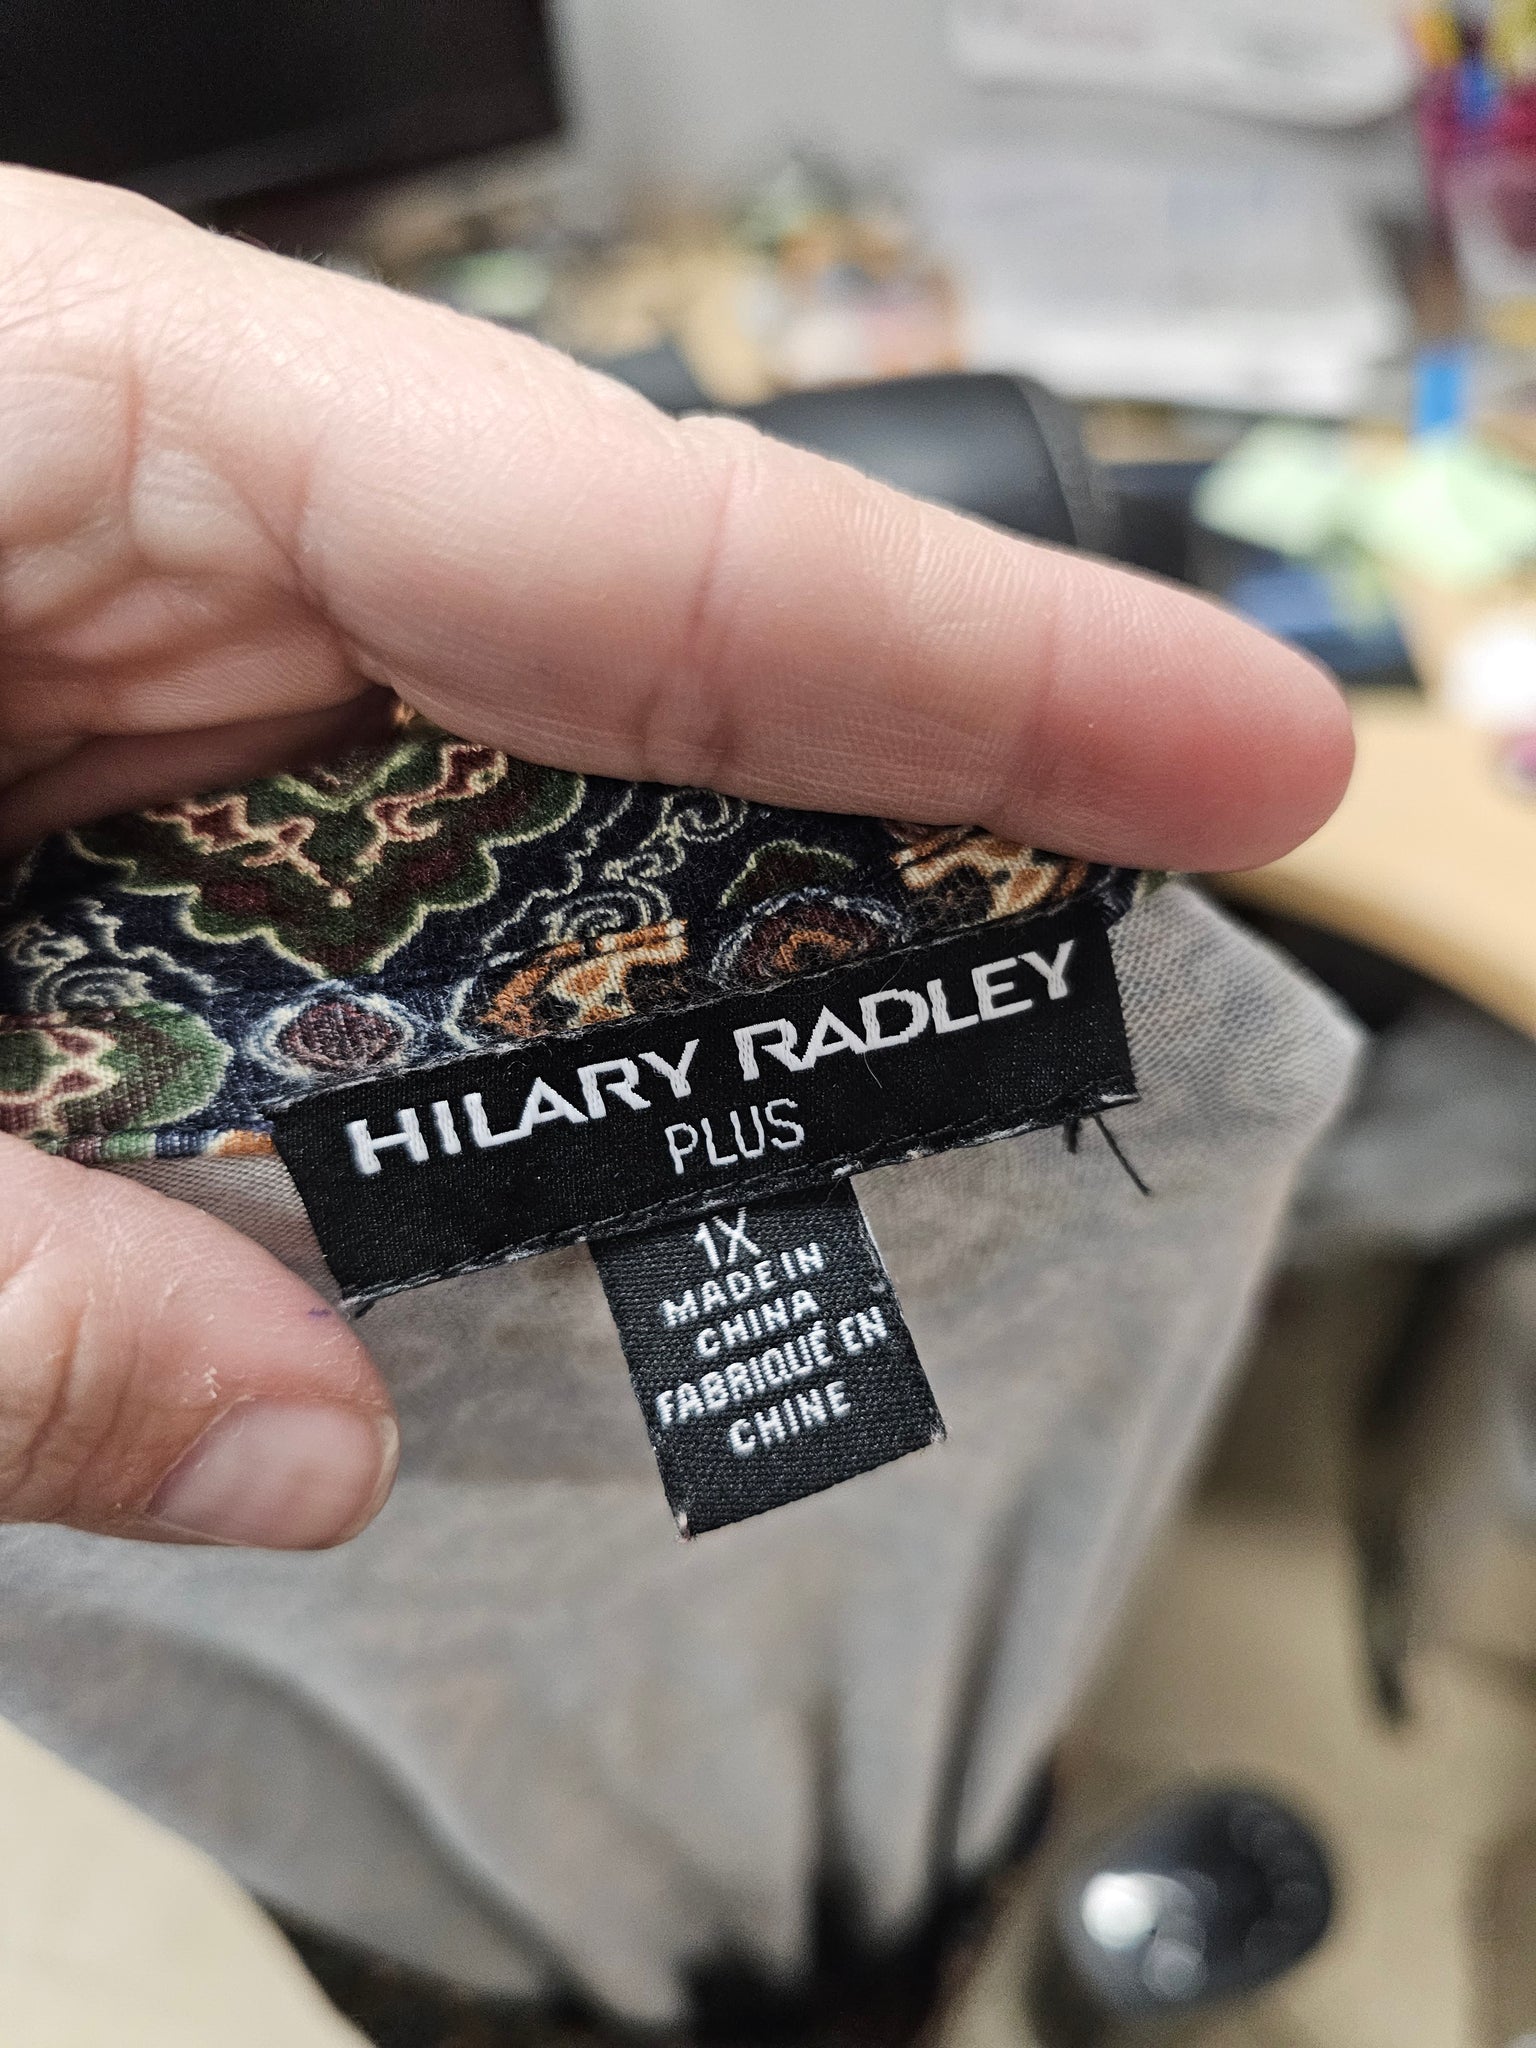 HILARY RADLEY
PLUS
1X
MADE IN
CHINA
FABRIQUÉ EN
CHINE